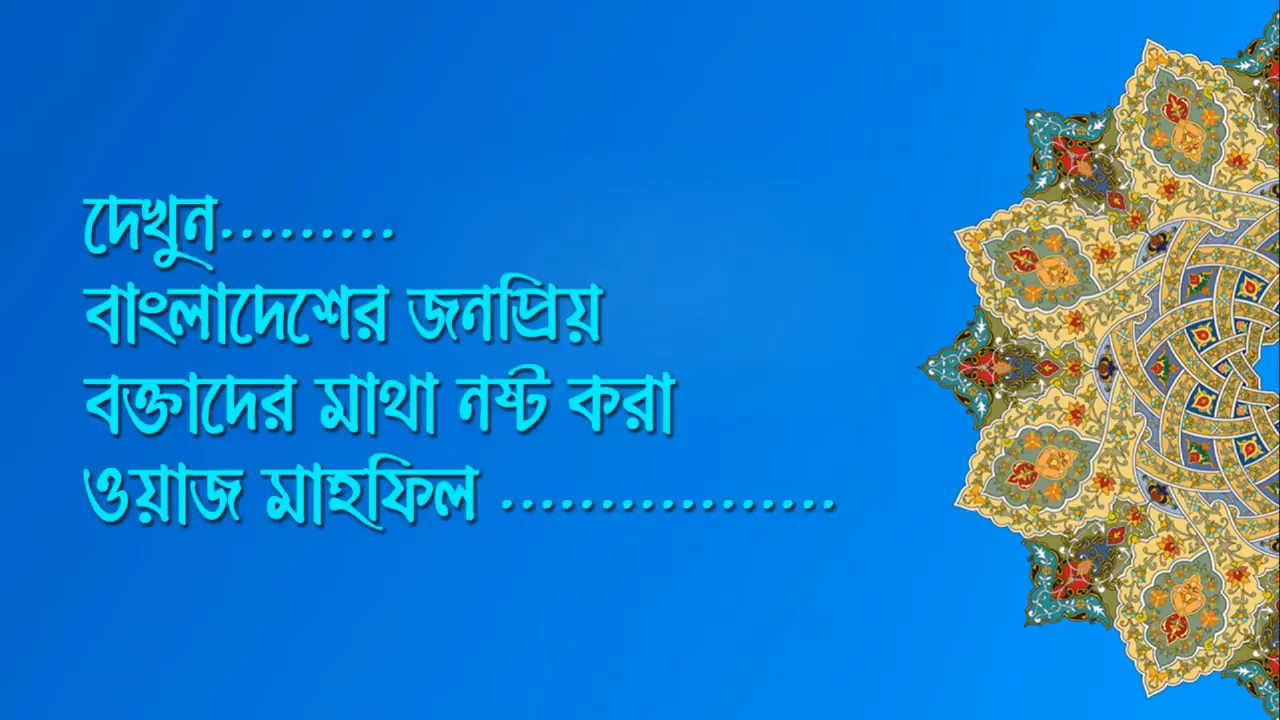 দেখুন.........
বাংলাদেশের জনপ্রিয়
বক্তাদের মাথা নষ্ট করা
ওয়াজ মাহফিল .................